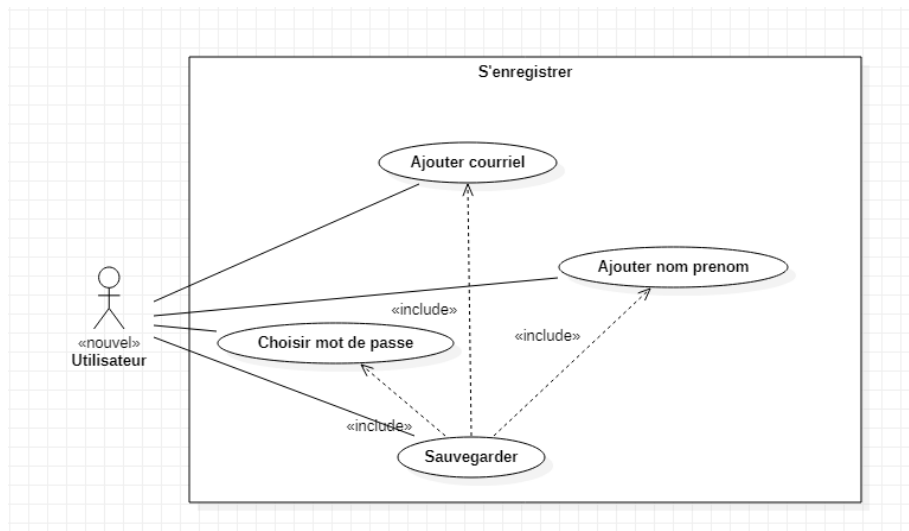 S'enregistrer
Ajouter courriel
Ajouter nom prenom
«include»
«include»
Choisir mot de passe
«nouvel»
Utilisateur
«include»
Sauvegarder